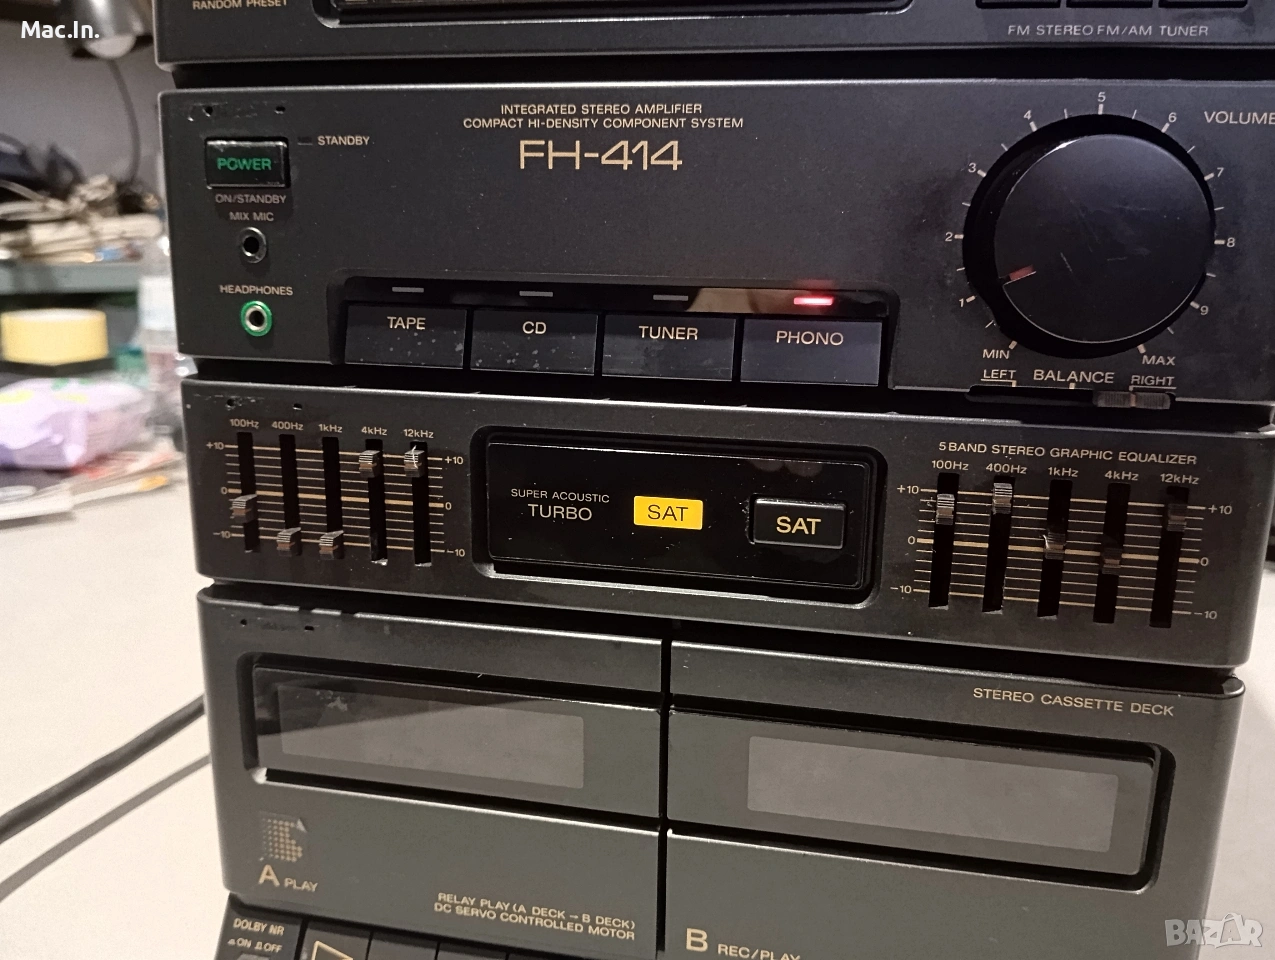 RANDOM PRESET
Mac.In.
FM STEREO FM/AM TUNER
INTEGRATED STEREO AMPLIFIER
COMPACT HI-DENSITY COMPONENT SYSTEM
FH-414
POWER
STANDBY
ON/STANDBY
MIX MIC
HEADPHONES
TAPE CD TUNER PHONO
VOLUME
MIN 1 2 3 4 5 6 7 8 9 MAX
LEFT BALANCE RIGHT
100Hz 400Hz 1kHz 4kHz 12kHz
+10 +10
0 0
-10 -10
SUPER ACOUSTIC
TURBO
SAT
SAT
5 BAND STEREO GRAPHIC EQUALIZER
100Hz 400Hz 1kHz 4kHz 12kHz
+10 +10
0 0
-10 -10
STEREO CASSETTE DECK
A PLAY
RELAY PLAY (A DECK → B DECK)
DC SERVO CONTROLLED MOTOR
DOLBY NR
ON OFF
B REC/PLAY
BAZAR